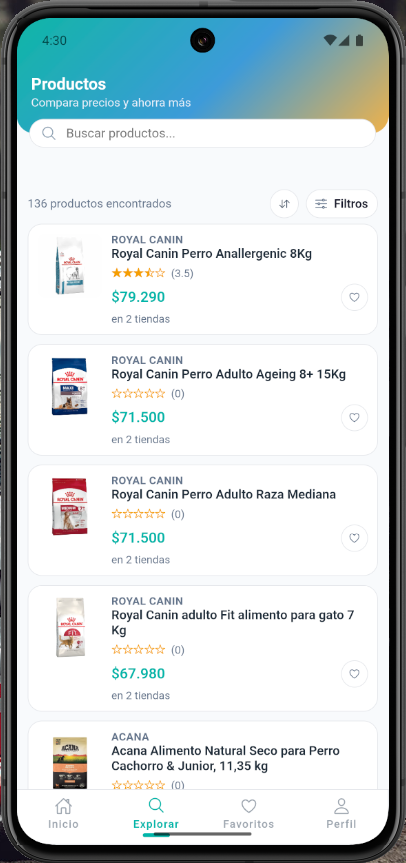 4:30
Productos
Compara precios y ahorra más
Buscar productos...
136 productos encontrados
Filtros
ROYAL CANIN
Royal Canin Perro Anallergenic 8Kg
(3.5)
$79.290
en 2 tiendas
ROYAL CANIN
Royal Canin Perro Adulto Ageing 8+ 15Kg
(0)
$71.500
en 2 tiendas
ROYAL CANIN
Royal Canin Perro Adulto Raza Mediana
(0)
$71.500
en 2 tiendas
ROYAL CANIN
Royal Canin adulto Fit alimento para gato 7
Kg
(0)
$67.980
en 2 tiendas
ACANA
ACANA
Acana Alimento Natural Seco para Perro
Cachorro & Junior, 11,35 kg
(0)
Inicio
Explorar
Favoritos
Perfil